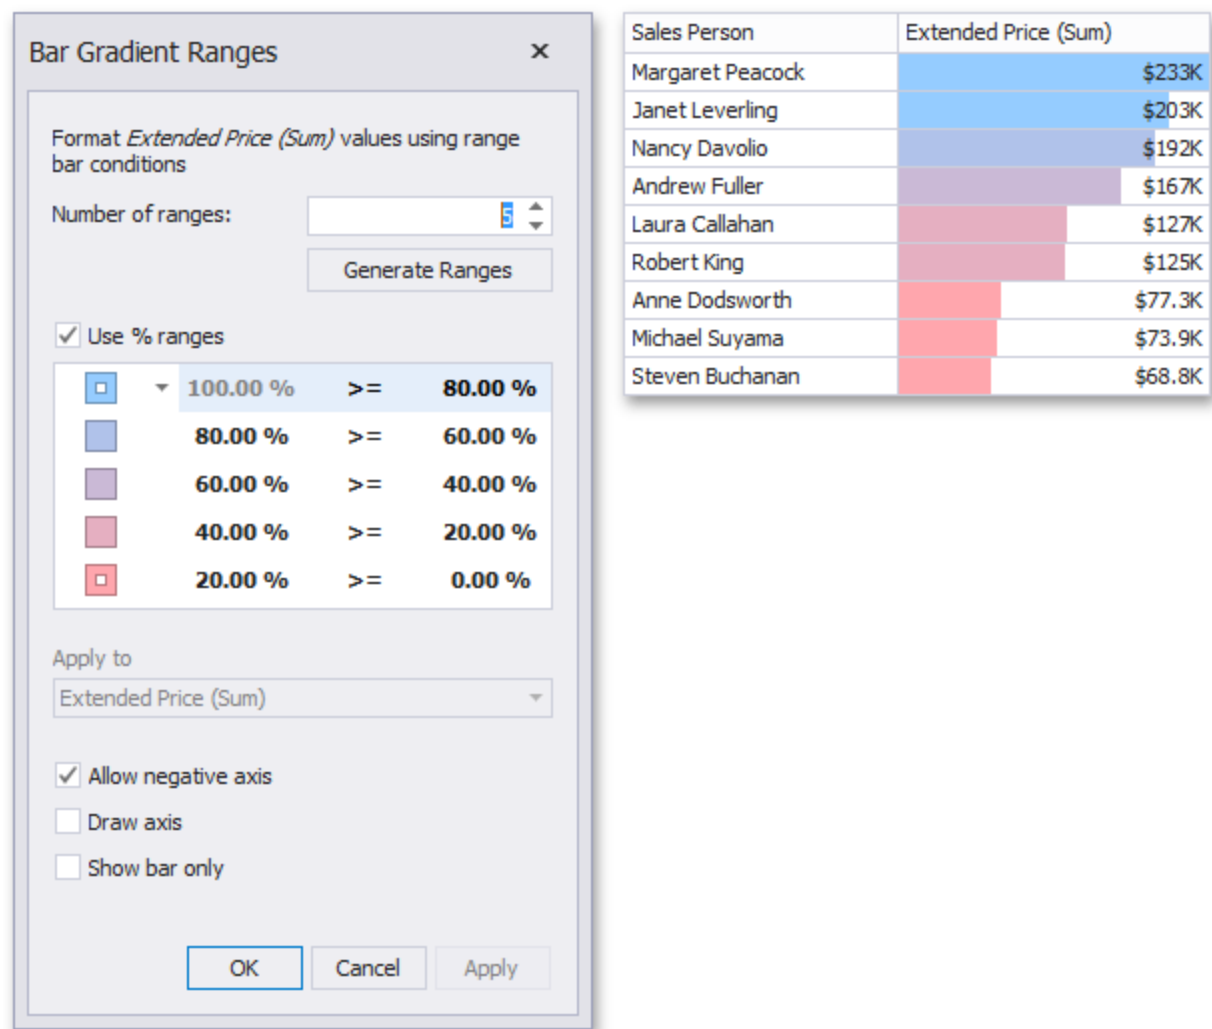 Bar Gradient Ranges
Format Extended Price (Sum) values using range
bar conditions
Number of ranges: 5
Generate Ranges
Use % ranges
100.00 % >= 80.00 %
80.00 % >= 60.00 %
60.00 % >= 40.00 %
40.00 % >= 20.00 %
20.00 % >= 0.00 %
Apply to
Extended Price (Sum)
Allow negative axis
Draw axis
Show bar only
OK Cancel Apply
Sales Person Extended Price (Sum)
Margaret Peacock $233K
Janet Leverling $203K
Nancy Davolio $192K
Andrew Fuller $167K
Laura Callahan $127K
Robert King $125K
Anne Dodsworth $77.3K
Michael Suyama $73.9K
Steven Buchanan $68.8K